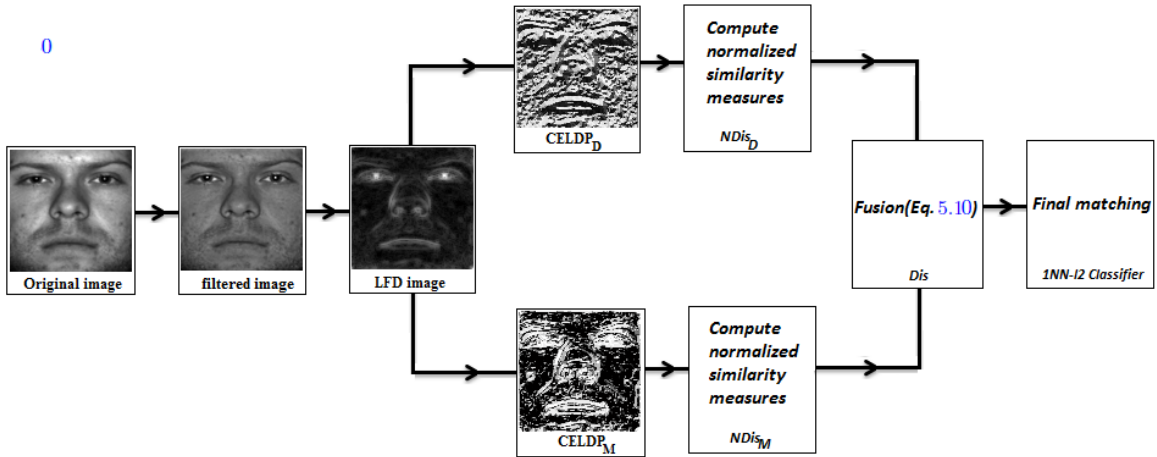 0
Original image
filtered image
LFD image
CELDP_D
Compute
normalized
similarity
measures
NDis_D
CELDP_M
Compute
normalized
similarity
measures
NDis_M
Fusion(Eq. 5.10)
Dis
Final matching
1NN-l2 Classifier